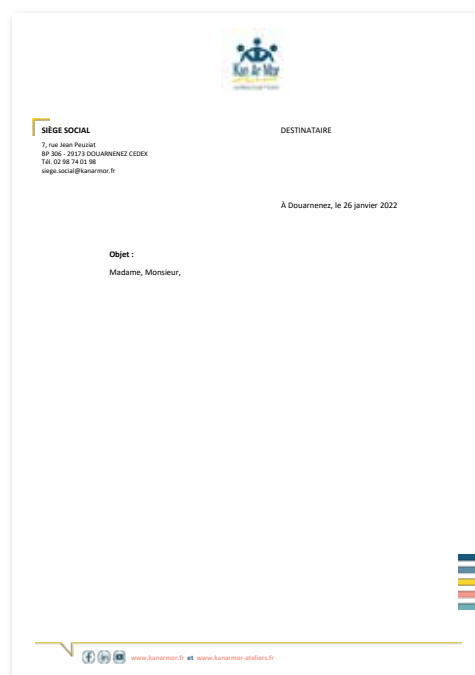 Kan Ar Mor
SIÈGE SOCIAL
7, rue Jean Peuziat
BP 306 - 29173 DOUARNENEZ CEDEX
Tél. 02 98 74 01 98
siege.social@kanarmor.fr
DESTINATAIRE
À Douarnenez, le 26 janvier 2022
Objet :
Madame, Monsieur,
www.kanarmor.fr et www.kanarmor-ateliers.fr